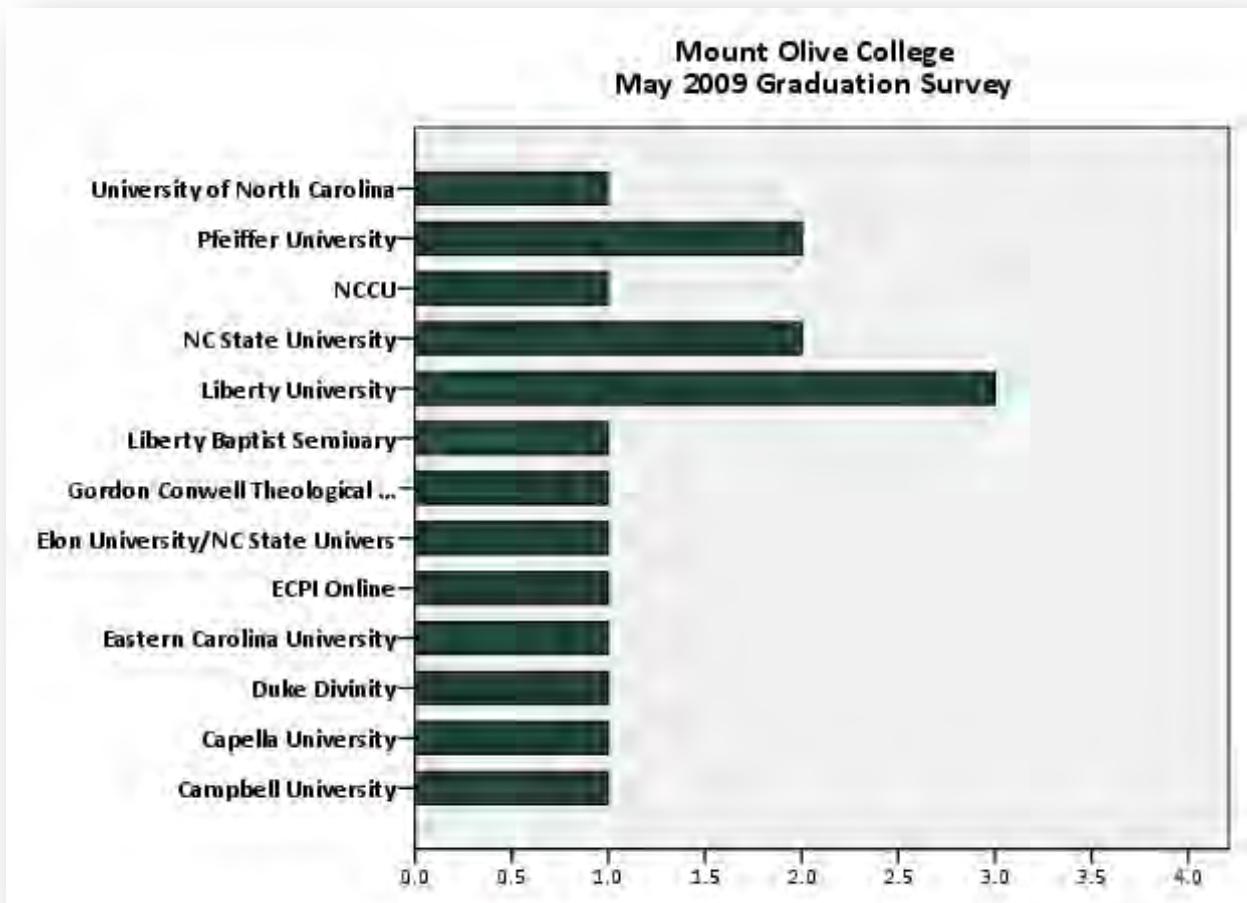 Mount Olive College
May 2009 Graduation Survey
University of North Carolina
Pfeiffer University
NCCU
NC State University
Liberty University
Liberty Baptist Seminary
Gordon Conwell Theological ...
Elon University/NC State Univers
ECPI Online
Eastern Carolina University
Duke Divinity
Capella University
Campbell University
0.0 0.5 1.0 1.5 2.0 2.5 3.0 3.5 4.0